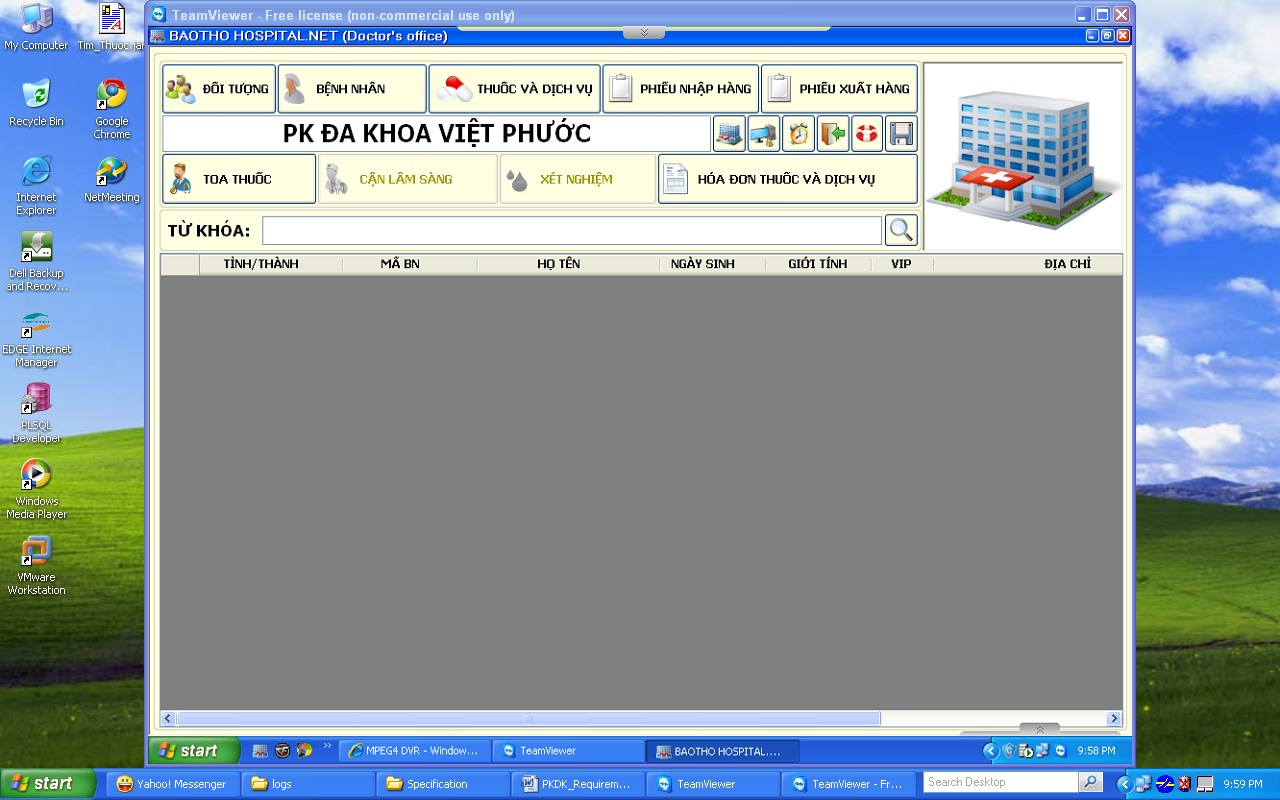 My Computer
Tim_Thuoc.jar
Recycle Bin
Google
Chrome
Internet
Explorer
NetMeeting
Dell Backup
and Recov...
EDGE Internet
Manager
PLSQL
Developer
Windows
Media Player
VMware
Workstation
TeamViewer - Free license (non-commercial use only)
BAOTHO HOSPITAL.NET (Doctor's office)
ĐỐI TƯỢNG
BỆNH NHÂN
THUỐC VÀ DỊCH VỤ
PHIẾU NHẬP HÀNG
PHIẾU XUẤT HÀNG
PK ĐA KHOA VIỆT PHƯỚC
TOA THUỐC
CẬN LÂM SÀNG
XÉT NGHIỆM
HÓA ĐƠN THUỐC VÀ DỊCH VỤ
TỪ KHÓA:
TỈNH/THÀNH MÃ BN HỌ TÊN NGÀY SINH GIỚI TÍNH VIP ĐỊA CHỈ
start
MPEG4 DVR - Window...
TeamViewer
BAOTHO HOSPITAL....
9:58 PM
start
Yahoo! Messenger
logs
Specification
PKDK_Requirem...
TeamViewer
TeamViewer - Fr...
Search Desktop
9:59 PM